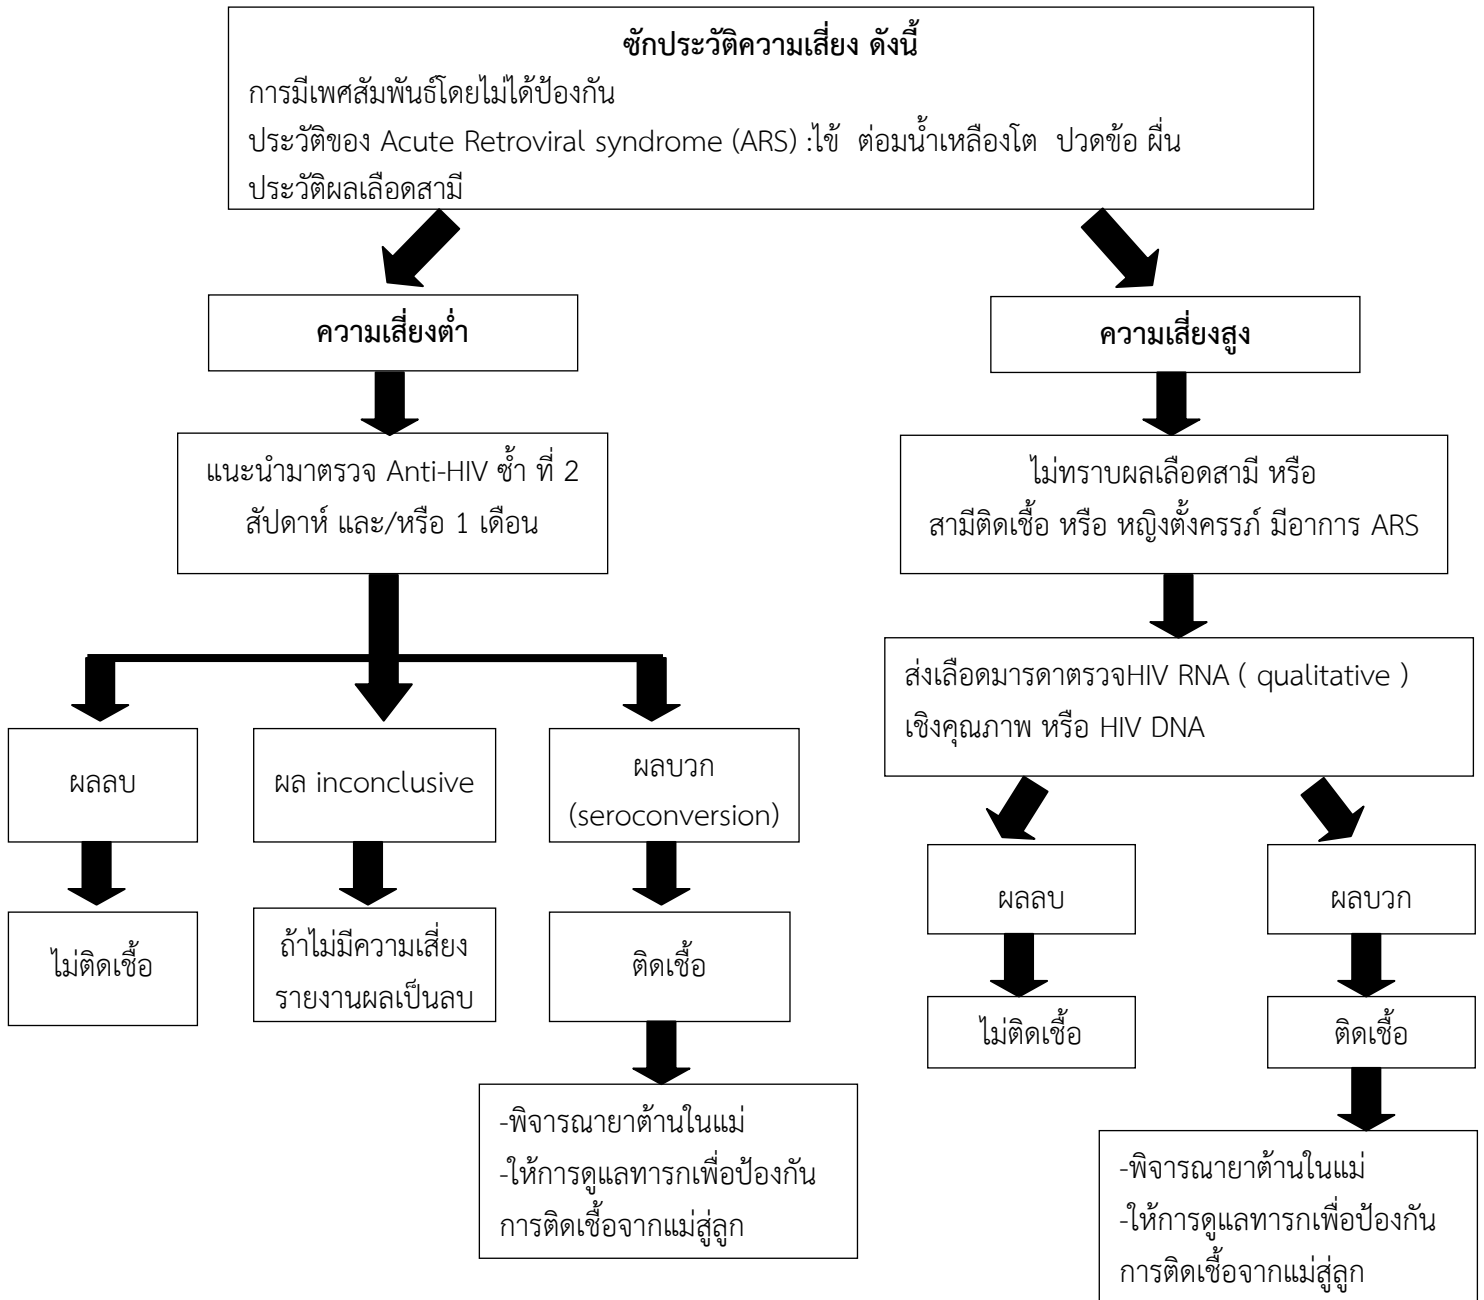 ซักประวัติความเสี่ยง ดังนี้
การมีเพศสัมพันธ์โดยไม่ได้ป้องกัน
ประวัติของ Acute Retroviral syndrome (ARS) :ไข้ ต่อมน้ำเหลืองโต ปวดข้อ ผื่น
ประวัติผลเลือดสามี
ความเสี่ยงต่ำ
แนะนำมาตรวจ Anti-HIV ซ้ำ ที่ 2
สัปดาห์ และ/หรือ 1 เดือน
ผลลบ
ไม่ติดเชื้อ
ผล inconclusive
ถ้าไม่มีความเสี่ยง
รายงานผลเป็นลบ
ผลบวก
(seroconversion)
ติดเชื้อ
-พิจารณายาต้านในแม่
-ให้การดูแลทารกเพื่อป้องกัน
การติดเชื้อจากแม่สู่ลูก
ความเสี่ยงสูง
ไม่ทราบผลเลือดสามี หรือ
สามีติดเชื้อ หรือ หญิงตั้งครรภ์ มีอาการ ARS
ส่งเลือดมารดาตรวจHIV RNA ( qualitative )
เชิงคุณภาพ หรือ HIV DNA
ผลลบ
ไม่ติดเชื้อ
ผลบวก
ติดเชื้อ
-พิจารณายาต้านในแม่
-ให้การดูแลทารกเพื่อป้องกัน
การติดเชื้อจากแม่สู่ลูก